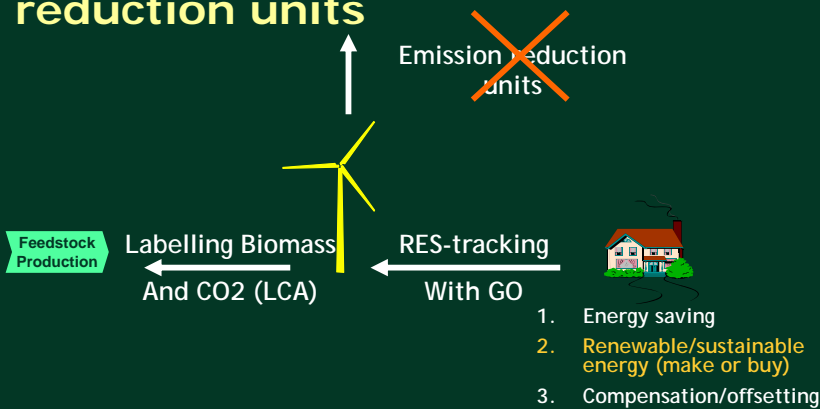 reduction units
Emission reduction
units
Feedstock
Production
Labelling Biomass
And CO2 (LCA)
RES-tracking
With GO
1. Energy saving
2. Renewable/sustainable
energy (make or buy)
3. Compensation/offsetting